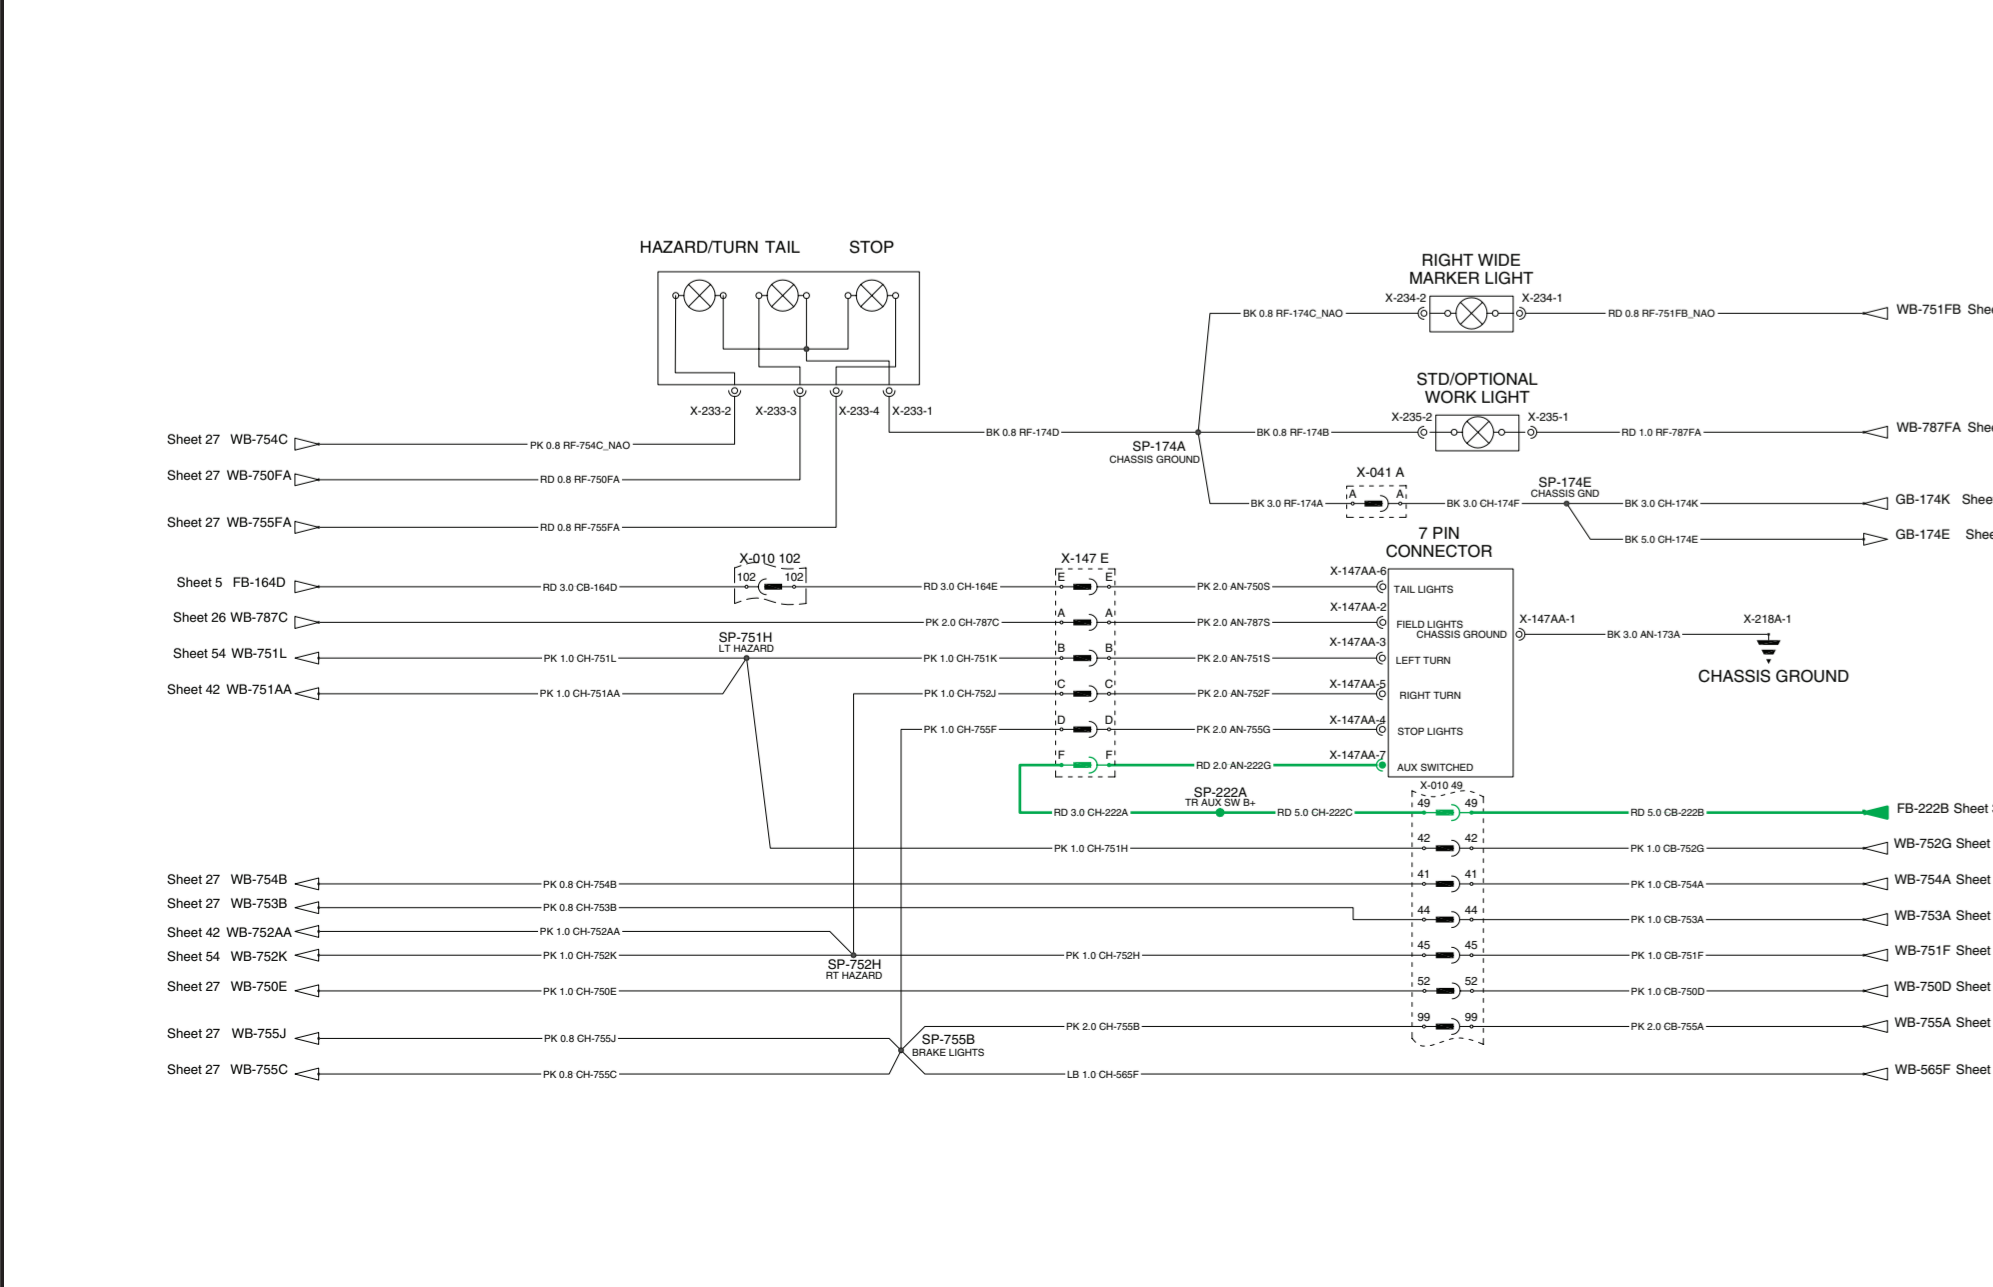 HAZARD/TURN TAIL STOP
RIGHT WIDE
MARKER LIGHT
X-234-2 X-234-1
BK 0.8 RF-174C_NAO RD 0.8 RF-751FB_NAO WB-751FB
STD/OPTIONAL
WORK LIGHT
X-233-2 X-233-3 X-233-4 X-233-1
X-235-2 X-235-1
Sheet 27 WB-754C PK 0.8 RF-754C_NAO
BK 0.8 RF-174D BK 0.8 RF-174B RD 1.0 RF-787FA WB-787FA
SP-174A
CHASSIS GROUND
Sheet 27 WB-750FA RD 0.8 RF-750FA
X-041 A
A A
SP-174E
CHASSIS GND
BK 3.0 RF-174A BK 3.0 CH-174F BK 3.0 CH-174K GB-174K Sheet
Sheet 27 WB-755FA RD 0.8 RF-755FA
BK 5.0 CH-174E GB-174E
7 PIN
CONNECTOR
X-010 102
102 102
X-147 E
Sheet 5 FB-164D RD 3.0 CB-164D RD 3.0 CH-164E E E PK 2.0 AN-750S X-147AA-6 TAIL LIGHTS
Sheet 26 WB-787C PK 2.0 CH-787C A A PK 2.0 AN-787S X-147AA-2 FIELD LIGHTS
CHASSIS GROUND X-147AA-1 BK 3.0 AN-173A X-218A-1
CHASSIS GROUND
SP-751H
LT HAZARD
Sheet 54 WB-751L PK 1.0 CH-751L PK 1.0 CH-751K B B PK 2.0 AN-751S X-147AA-3 LEFT TURN
Sheet 42 WB-751AA PK 1.0 CH-751AA PK 1.0 CH-752J C C PK 2.0 AN-752F X-147AA-5 RIGHT TURN
PK 1.0 CH-755F D D PK 2.0 AN-755G X-147AA-4 STOP LIGHTS
F F RD 2.0 AN-222G X-147AA-7 AUX SWITCHED
X-010 49
SP-222A
TR AUX SW B+
RD 3.0 CH-222A RD 5.0 CH-222C 49 49 RD 5.0 CB-222B FB-222B Sheet
PK 1.0 CH-751H 42 42 PK 1.0 CB-752G WB-752G Sheet
Sheet 27 WB-754B PK 0.8 CH-754B 41 41 PK 1.0 CB-754A WB-754A Sheet
Sheet 27 WB-753B PK 0.8 CH-753B 44 44 PK 1.0 CB-753A WB-753A Sheet
Sheet 42 WB-752AA PK 1.0 CH-752AA
Sheet 54 WB-752K PK 1.0 CH-752K PK 1.0 CH-752H 45 45 PK 1.0 CB-751F WB-751F Sheet
SP-752H
RT HAZARD
Sheet 27 WB-750E PK 1.0 CH-750E 52 52 PK 1.0 CB-750D WB-750D Sheet
PK 2.0 CH-755B 99 99 PK 2.0 CB-755A WB-755A Sheet
Sheet 27 WB-755J PK 0.8 CH-755J
SP-755B
BRAKE LIGHTS
Sheet 27 WB-755C PK 0.8 CH-755C LB 1.0 CH-565F WB-565F Sheet